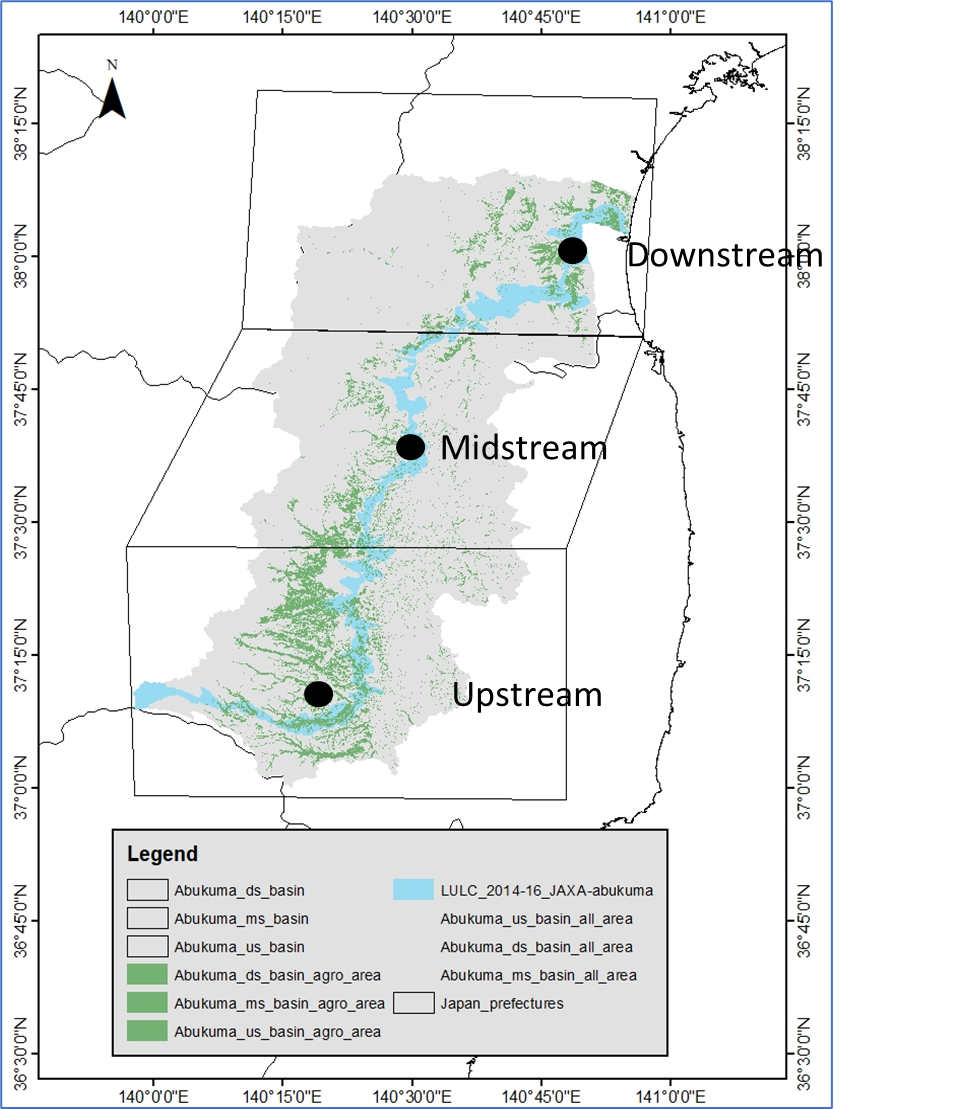 140°0'0"E 140°15'0"E 140°30'0"E 140°45'0"E 141°0'0"E
N
38°15'0"N 38°15'0"N
38°0'0"N 38°0'0"N
Downstream
37°45'0"N 37°45'0"N
Midstream
37°30'0"N 37°30'0"N
37°15'0"N 37°15'0"N
Upstream
37°0'0"N 37°0'0"N
Legend
Abukuma_ds_basin
Abukuma_ms_basin
Abukuma_us_basin
Abukuma_ds_basin_agro_area
Abukuma_ms_basin_agro_area
Abukuma_us_basin_agro_area
LULC_2014-16_JAXA-abukuma
Abukuma_us_basin_all_area
Abukuma_ds_basin_all_area
Abukuma_ms_basin_all_area
Japan_prefectures
36°45'0"N 36°45'0"N
36°30'0"N 36°30'0"N
140°0'0"E 140°15'0"E 140°30'0"E 140°45'0"E 141°0'0"E